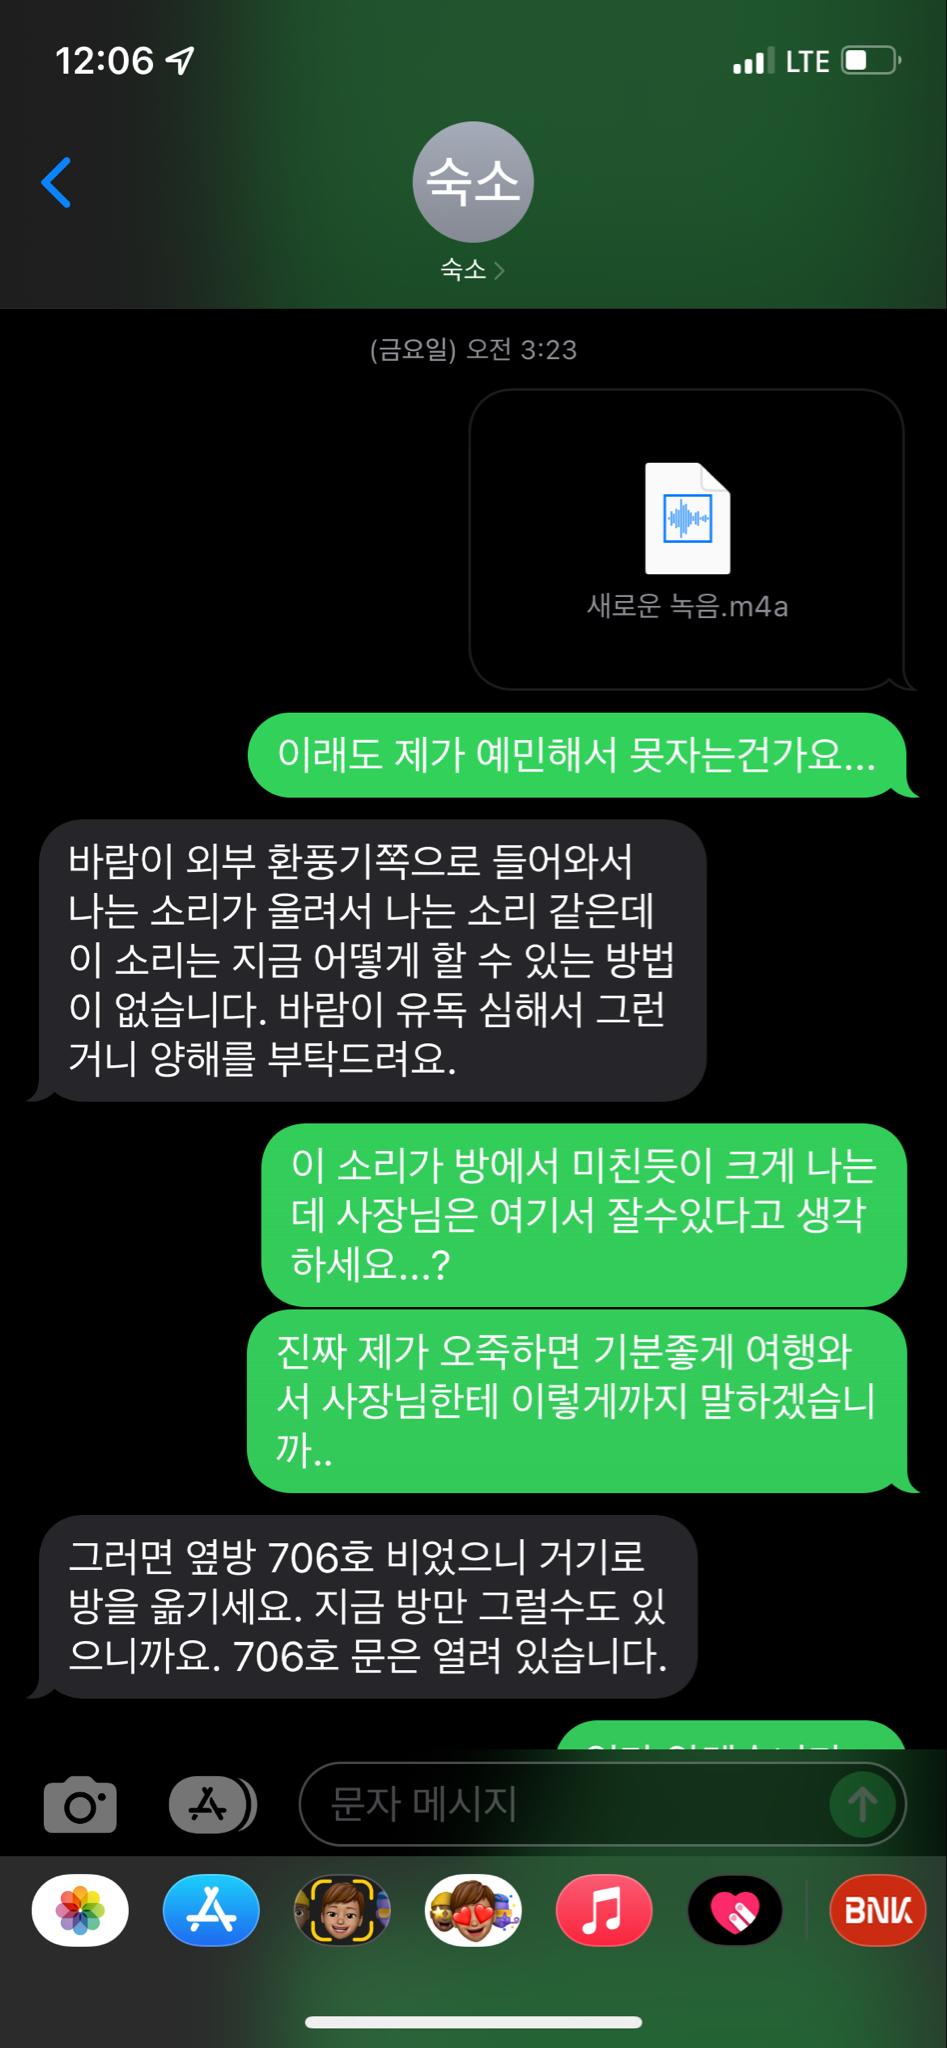 12:06
LTE
숙소
숙소
(금요일) 오전 3:23
새로운 녹음.m4a
이래도 제가 예민해서 못자는건가요...
바람이 외부 환풍기쪽으로 들어와서
나는 소리가 울려서 나는 소리 같은데
이 소리는 지금 어떻게 할 수 있는 방법
이 없습니다. 바람이 유독 심해서 그런
거니 양해를 부탁드려요.
이 소리가 방에서 미친듯이 크게 나는
데 사장님은 여기서 잘수있다고 생각
하세요...?
진짜 제가 오죽하면 기분좋게 여행와
서 사장님한테 이렇게까지 말하겠습니
까..
그러면 옆방 706호 비었으니 거기로
방을 옮기세요. 지금 방만 그럴수도 있
으니까요. 706호 문은 열려 있습니다.
문자 메시지
BNK